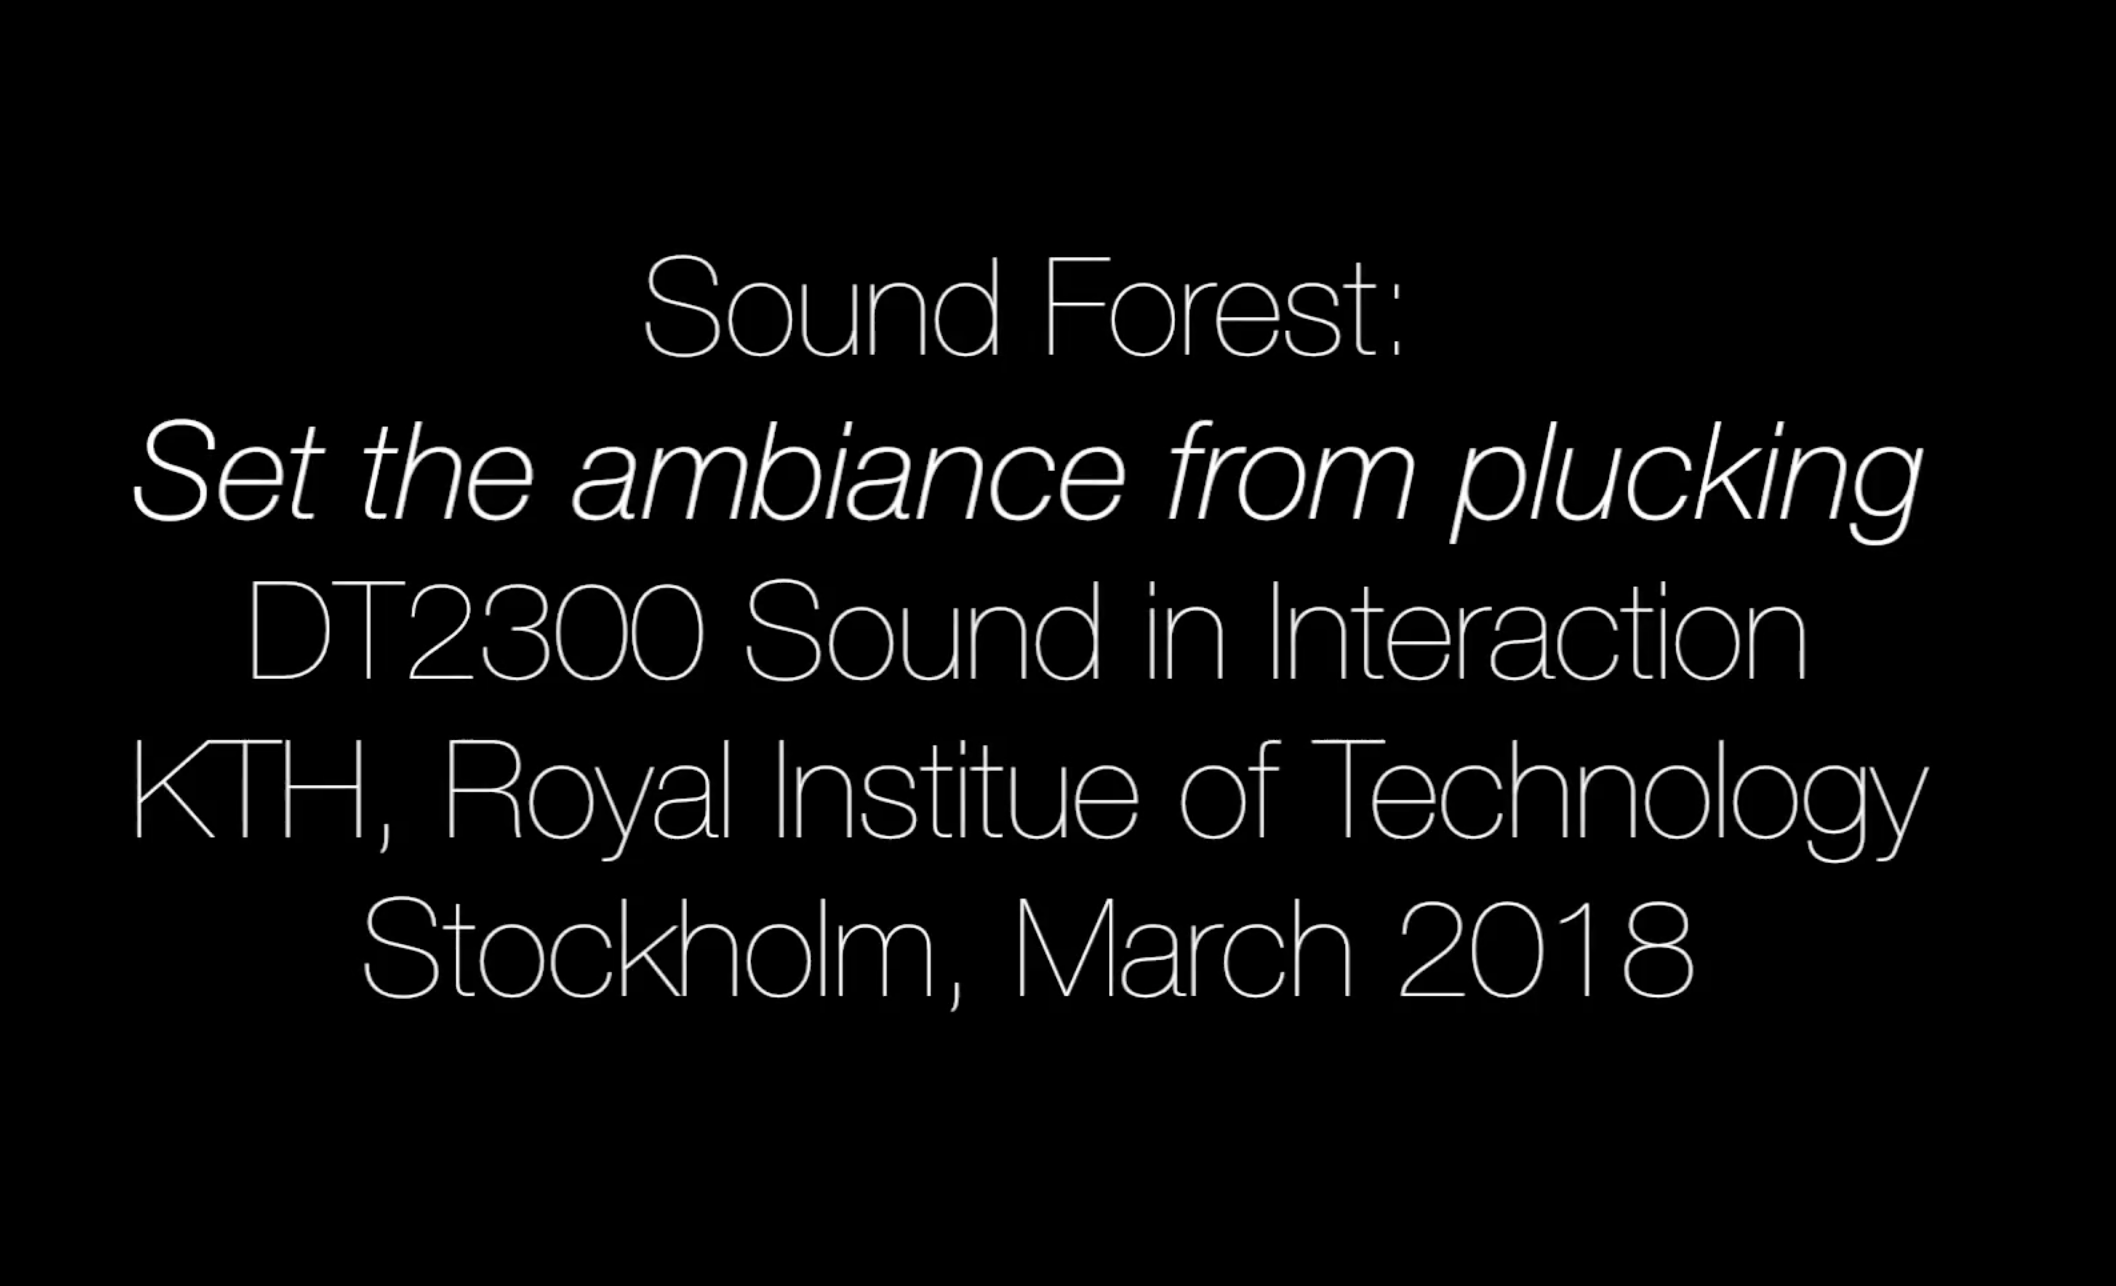 Sound Forest:
Set the ambiance from plucking
DT2300 Sound in Interaction
KTH, Royal Institue of Technology
Stockholm, March 2018